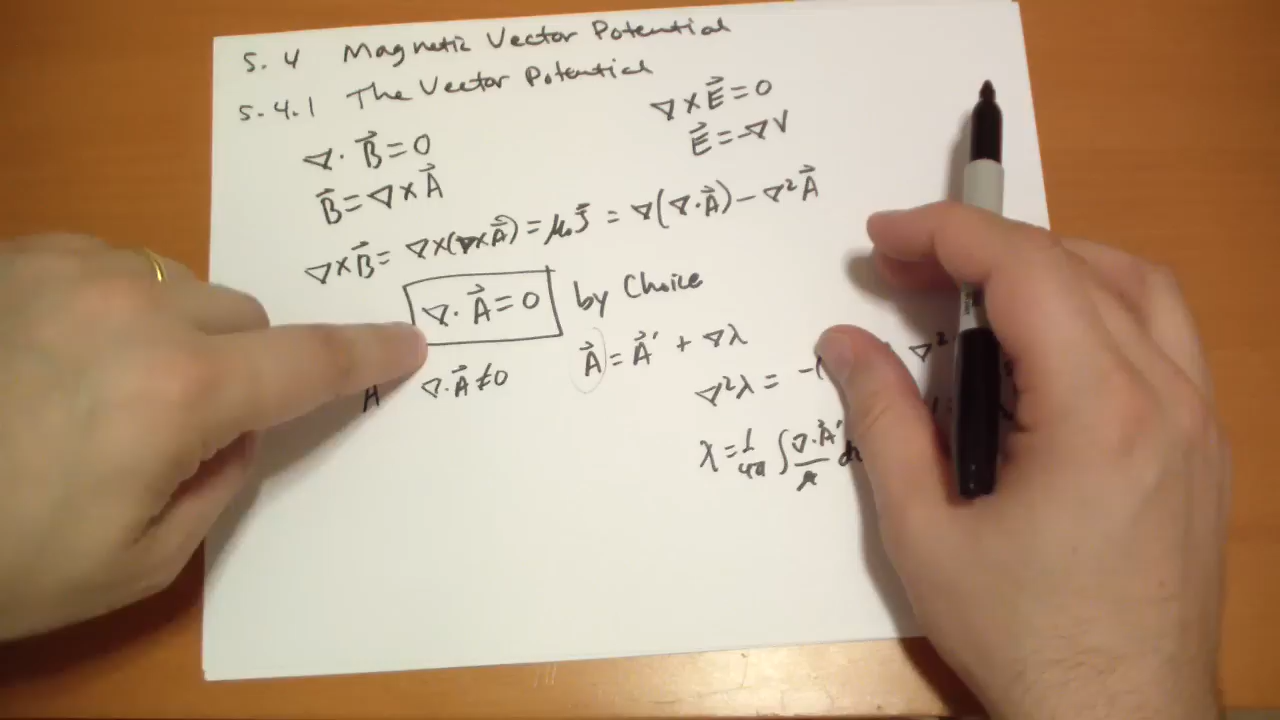 5.4 Magnetic Vector Potential
5.4.1 The Vector Potential
∇×E⃗=0
E⃗=-∇V
∇·B⃗=0
B⃗=∇×A⃗
∇×B⃗= ∇×(∇×A⃗)=μ₀J⃗ = ∇(∇·A⃗)-∇²A⃗
∇·A⃗=0 by Choice
A⃗=A⃗′+∇λ
A ∇·A⃗≠0
∇²λ = -( ∇²
λ=1/4π ∫∇·A⃗′/r